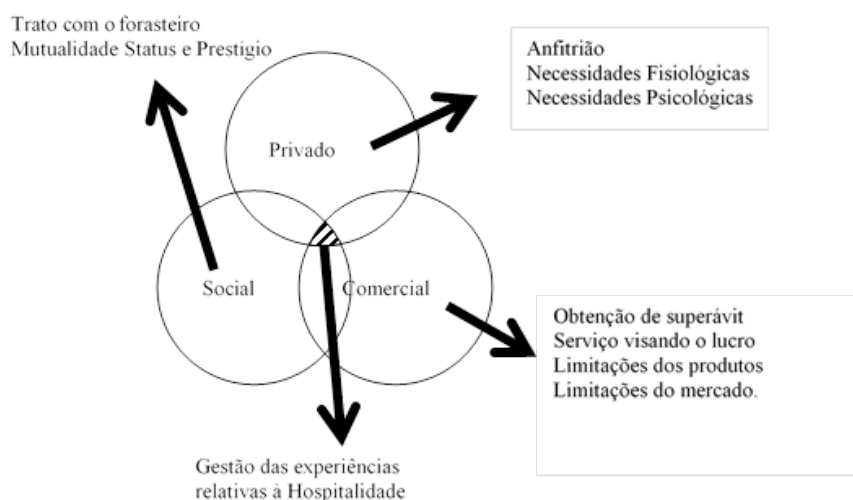 Trato com o forasteiro
Mutualidade Status e Prestígio
Anfitrião
Necessidades Fisiológicas
Necessidades Psicológicas
Privado
Social
Comercial
Obtenção de superávit
Serviço visando o lucro
Limitações dos produtos
Limitações do mercado.
Gestão das experiências
relativas à Hospitalidade